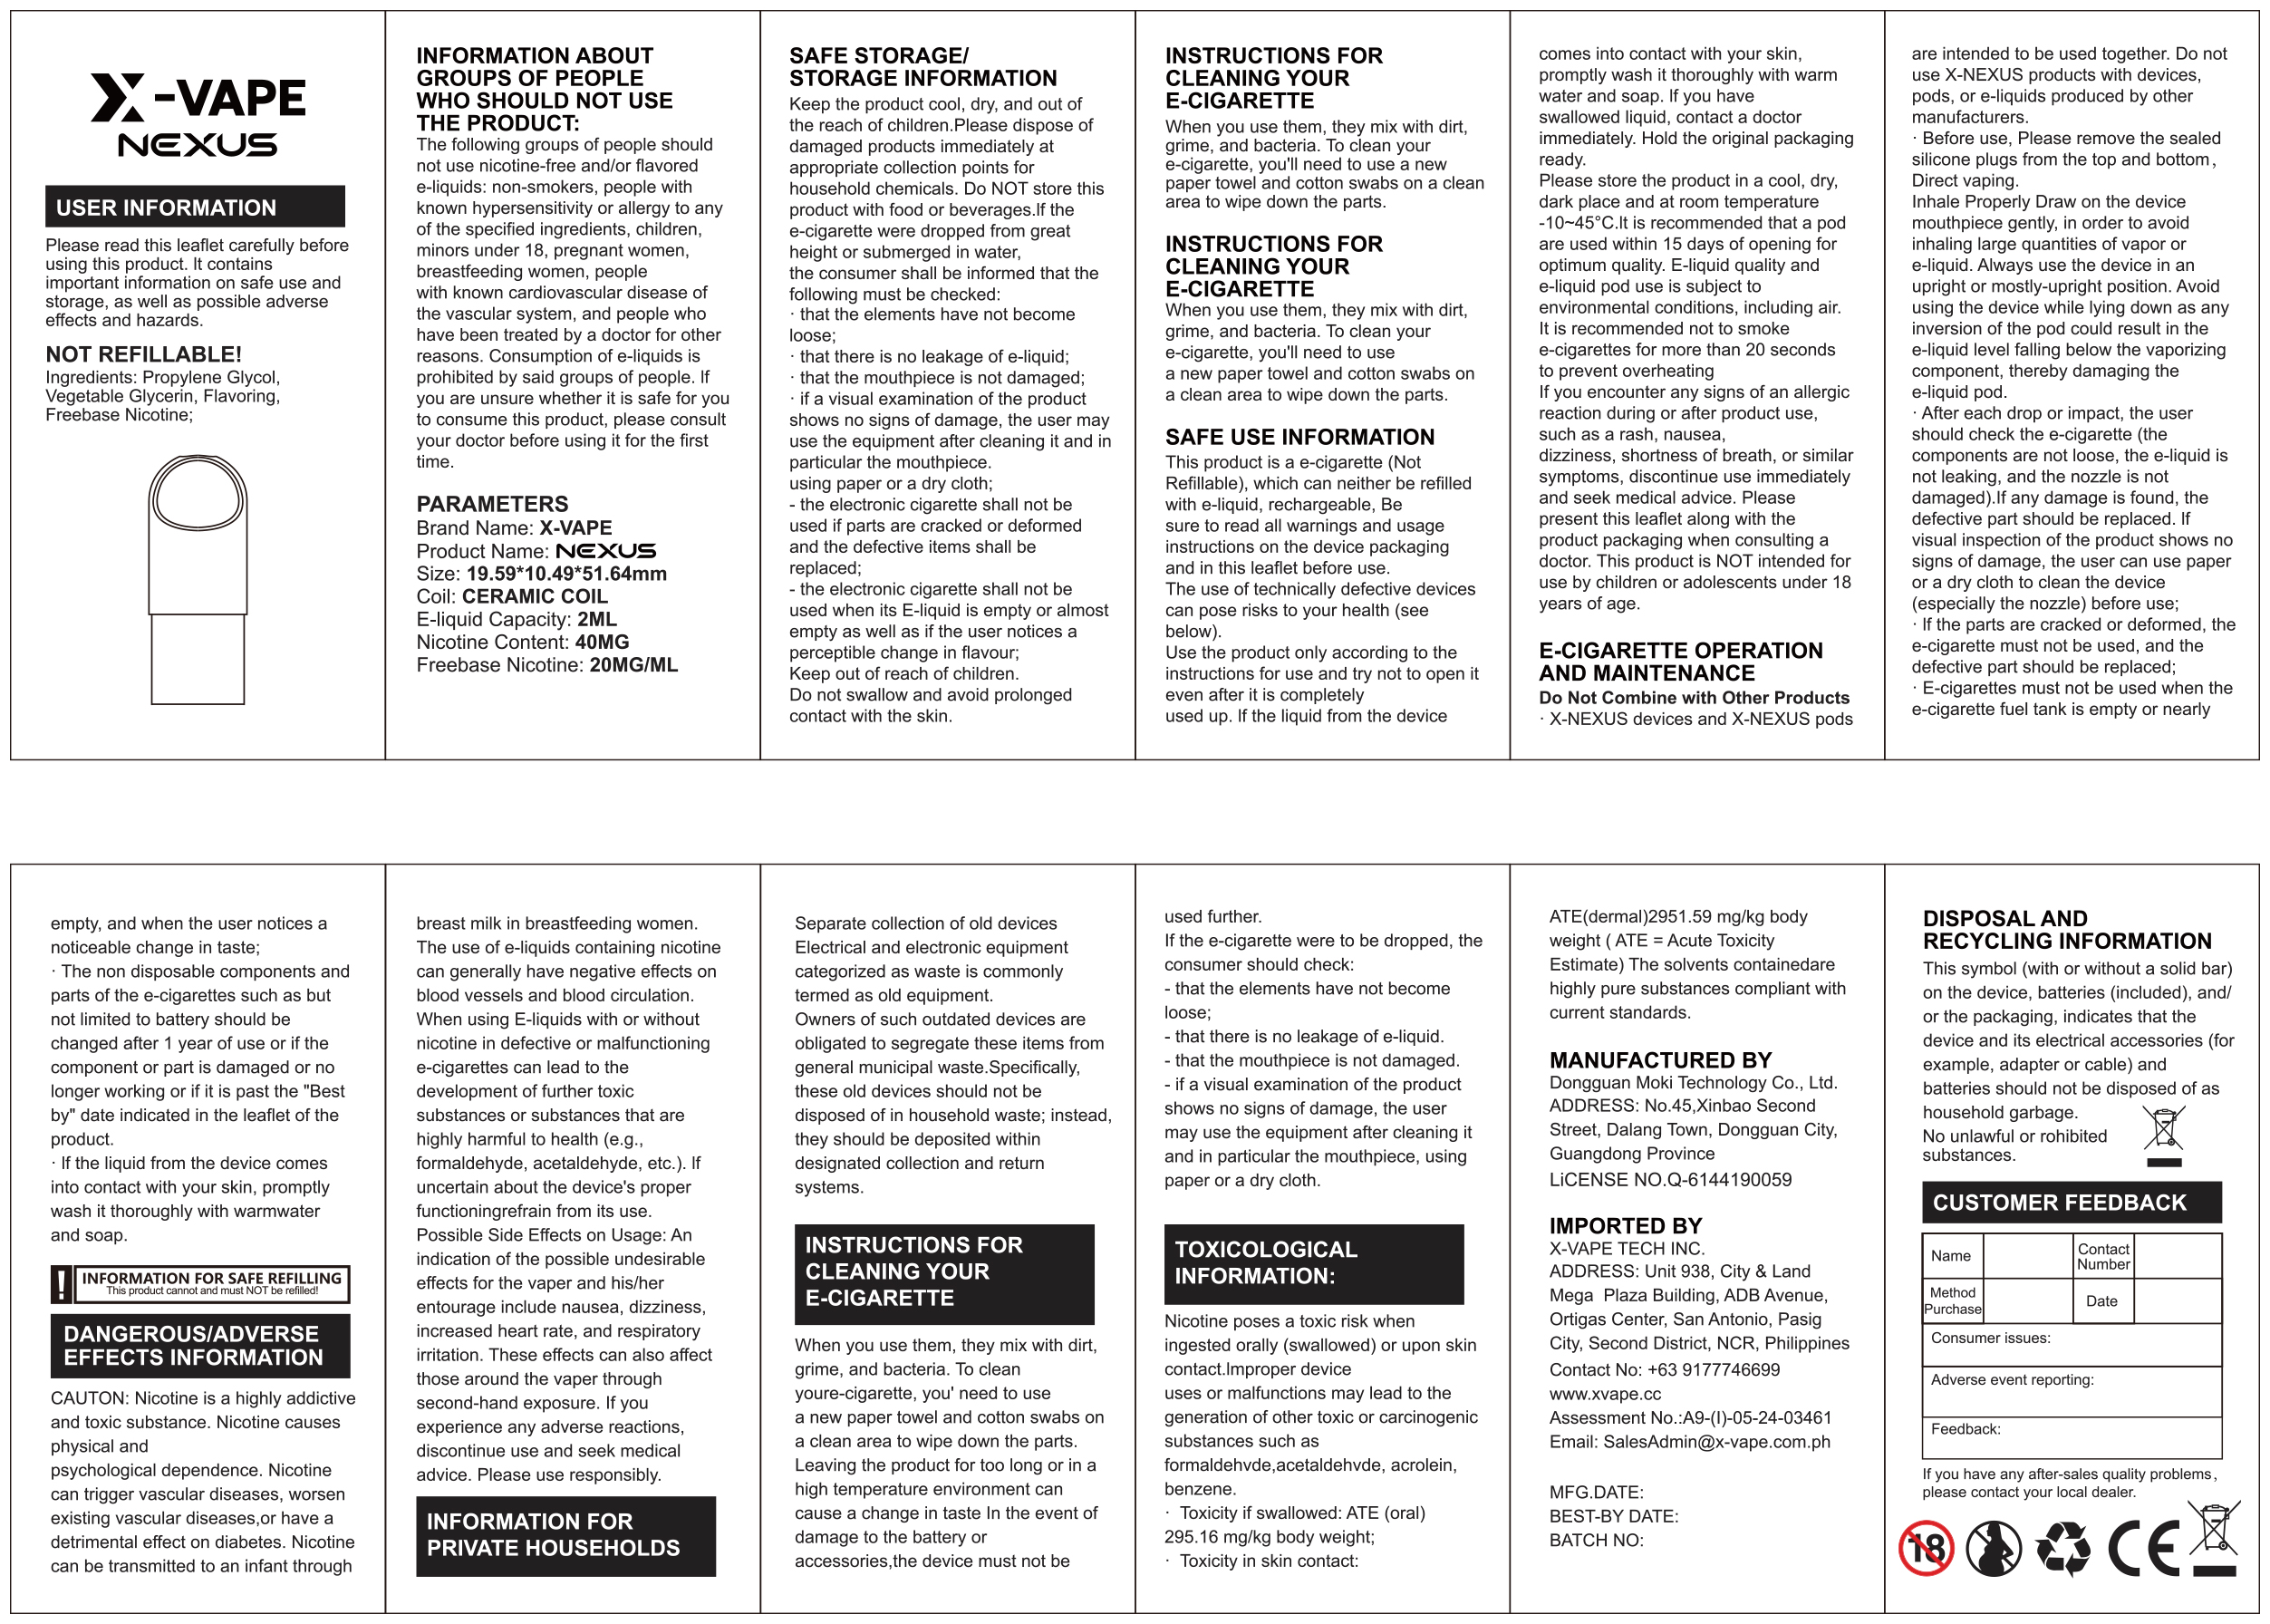 X-VAPE
NEXUS
USER INFORMATION
Please read this leaflet carefully before
using this product. It contains
important information on safe use and
storage, as well as possible adverse
effects and hazards.
NOT REFILLABLE!
Ingredients: Propylene Glycol,
Vegetable Glycerin, Flavoring,
Freebase Nicotine;
INFORMATION ABOUT
GROUPS OF PEOPLE
WHO SHOULD NOT USE
THE PRODUCT:
The following groups of people should
not use nicotine-free and/or flavored
e-liquids: non-smokers, people with
known hypersensitivity or allergy to any
of the specified ingredients, children,
minors under 18, pregnant women,
breastfeeding women, people
with known cardiovascular disease of
the vascular system, and people who
have been treated by a doctor for other
reasons. Consumption of e-liquids is
prohibited by said groups of people. If
you are unsure whether it is safe for you
to consume this product, please consult
your doctor before using it for the first
time.
PARAMETERS
Brand Name: X-VAPE
Product Name: NEXUS
Size: 19.59*10.49*51.64mm
Coil: CERAMIC COIL
E-liquid Capacity: 2ML
Nicotine Content: 40MG
Freebase Nicotine: 20MG/ML
SAFE STORAGE/
STORAGE INFORMATION
Keep the product cool, dry, and out of
the reach of children.Please dispose of
damaged products immediately at
appropriate collection points for
household chemicals. Do NOT store this
product with food or beverages.If the
e-cigarette were dropped from great
height or submerged in water,
the consumer shall be informed that the
following must be checked:
· that the elements have not become
loose;
· that there is no leakage of e-liquid;
· that the mouthpiece is not damaged;
· if a visual examination of the product
shows no signs of damage, the user may
use the equipment after cleaning it and in
particular the mouthpiece.
using paper or a dry cloth;
- the electronic cigarette shall not be
used if parts are cracked or deformed
and the defective items shall be
replaced;
- the electronic cigarette shall not be
used when its E-liquid is empty or almost
empty as well as if the user notices a
perceptible change in flavour;
Keep out of reach of children.
Do not swallow and avoid prolonged
contact with the skin.
INSTRUCTIONS FOR
CLEANING YOUR
E-CIGARETTE
When you use them, they mix with dirt,
grime, and bacteria. To clean your
e-cigarette, you'll need to use a new
paper towel and cotton swabs on a clean
area to wipe down the parts.
INSTRUCTIONS FOR
CLEANING YOUR
E-CIGARETTE
When you use them, they mix with dirt,
grime, and bacteria. To clean your
e-cigarette, you'll need to use
a new paper towel and cotton swabs on
a clean area to wipe down the parts.
SAFE USE INFORMATION
This product is a e-cigarette (Not
Refillable), which can neither be refilled
with e-liquid, rechargeable, Be
sure to read all warnings and usage
instructions on the device packaging
and in this leaflet before use.
The use of technically defective devices
can pose risks to your health (see
below).
Use the product only according to the
instructions for use and try not to open it
even after it is completely
used up. If the liquid from the device
comes into contact with your skin,
promptly wash it thoroughly with warm
water and soap. If you have
swallowed liquid, contact a doctor
immediately. Hold the original packaging
ready.
Please store the product in a cool, dry,
dark place and at room temperature
-10~45°C.It is recommended that a pod
are used within 15 days of opening for
optimum quality. E-liquid quality and
e-liquid pod use is subject to
environmental conditions, including air.
It is recommended not to smoke
e-cigarettes for more than 20 seconds
to prevent overheating
If you encounter any signs of an allergic
reaction during or after product use,
such as a rash, nausea,
dizziness, shortness of breath, or similar
symptoms, discontinue use immediately
and seek medical advice. Please
present this leaflet along with the
product packaging when consulting a
doctor. This product is NOT intended for
use by children or adolescents under 18
years of age.
E-CIGARETTE OPERATION
AND MAINTENANCE
Do Not Combine with Other Products
· X-NEXUS devices and X-NEXUS pods
are intended to be used together. Do not
use X-NEXUS products with devices,
pods, or e-liquids produced by other
manufacturers.
· Before use, Please remove the sealed
silicone plugs from the top and bottom,
Direct vaping.
Inhale Properly Draw on the device
mouthpiece gently, in order to avoid
inhaling large quantities of vapor or
e-liquid. Always use the device in an
upright or mostly-upright position. Avoid
using the device while lying down as any
inversion of the pod could result in the
e-liquid level falling below the vaporizing
component, thereby damaging the
e-liquid pod.
· After each drop or impact, the user
should check the e-cigarette (the
components are not loose, the e-liquid is
not leaking, and the nozzle is not
damaged).If any damage is found, the
defective part should be replaced. If
visual inspection of the product shows no
signs of damage, the user can use paper
or a dry cloth to clean the device
(especially the nozzle) before use;
· If the parts are cracked or deformed, the
e-cigarette must not be used, and the
defective part should be replaced;
· E-cigarettes must not be used when the
e-cigarette fuel tank is empty or nearly
empty, and when the user notices a
noticeable change in taste;
· The non disposable components and
parts of the e-cigarettes such as but
not limited to battery should be
changed after 1 year of use or if the
component or part is damaged or no
longer working or if it is past the "Best
by" date indicated in the leaflet of the
product.
· If the liquid from the device comes
into contact with your skin, promptly
wash it thoroughly with warmwater
and soap.
! INFORMATION FOR SAFE REFILLING
This product cannot and must NOT be refilled!
DANGEROUS/ADVERSE
EFFECTS INFORMATION
CAUTON: Nicotine is a highly addictive
and toxic substance. Nicotine causes
physical and
psychological dependence. Nicotine
can trigger vascular diseases, worsen
existing vascular diseases,or have a
detrimental effect on diabetes. Nicotine
can be transmitted to an infant through
breast milk in breastfeeding women.
The use of e-liquids containing nicotine
can generally have negative effects on
blood vessels and blood circulation.
When using E-liquids with or without
nicotine in defective or malfunctioning
e-cigarettes can lead to the
development of further toxic
substances or substances that are
highly harmful to health (e.g.,
formaldehyde, acetaldehyde, etc.). If
uncertain about the device's proper
functioningrefrain from its use.
Possible Side Effects on Usage: An
indication of the possible undesirable
effects for the vaper and his/her
entourage include nausea, dizziness,
increased heart rate, and respiratory
irritation. These effects can also affect
those around the vaper through
second-hand exposure. If you
experience any adverse reactions,
discontinue use and seek medical
advice. Please use responsibly.
INFORMATION FOR
PRIVATE HOUSEHOLDS
Separate collection of old devices
Electrical and electronic equipment
categorized as waste is commonly
termed as old equipment.
Owners of such outdated devices are
obligated to segregate these items from
general municipal waste.Specifically,
these old devices should not be
disposed of in household waste; instead,
they should be deposited within
designated collection and return
systems.
INSTRUCTIONS FOR
CLEANING YOUR
E-CIGARETTE
When you use them, they mix with dirt,
grime, and bacteria. To clean
youre-cigarette, you' need to use
a new paper towel and cotton swabs on
a clean area to wipe down the parts.
Leaving the product for too long or in a
high temperature environment can
cause a change in taste In the event of
damage to the battery or
accessories,the device must not be
used further.
If the e-cigarette were to be dropped, the
consumer should check:
- that the elements have not become
loose;
- that there is no leakage of e-liquid.
- that the mouthpiece is not damaged.
- if a visual examination of the product
shows no signs of damage, the user
may use the equipment after cleaning it
and in particular the mouthpiece, using
paper or a dry cloth.
TOXICOLOGICAL
INFORMATION:
Nicotine poses a toxic risk when
ingested orally (swallowed) or upon skin
contact.Improper device
uses or malfunctions may lead to the
generation of other toxic or carcinogenic
substances such as
formaldehvde,acetaldehvde, acrolein,
benzene.
· Toxicity if swallowed: ATE (oral)
295.16 mg/kg body weight;
· Toxicity in skin contact:
ATE(dermal)2951.59 mg/kg body
weight ( ATE = Acute Toxicity
Estimate) The solvents containedare
highly pure substances compliant with
current standards.
MANUFACTURED BY
Dongguan Moki Technology Co., Ltd.
ADDRESS: No.45,Xinbao Second
Street, Dalang Town, Dongguan City,
Guangdong Province
LiCENSE NO.Q-6144190059
IMPORTED BY
X-VAPE TECH INC.
ADDRESS: Unit 938, City & Land
Mega Plaza Building, ADB Avenue,
Ortigas Center, San Antonio, Pasig
City, Second District, NCR, Philippines
Contact No: +63 9177746699
www.xvape.cc
Assessment No.:A9-(I)-05-24-03461
Email: SalesAdmin@x-vape.com.ph
MFG.DATE:
BEST-BY DATE:
BATCH NO:
DISPOSAL AND
RECYCLING INFORMATION
This symbol (with or without a solid bar)
on the device, batteries (included), and/
or the packaging, indicates that the
device and its electrical accessories (for
example, adapter or cable) and
batteries should not be disposed of as
household garbage.
No unlawful or rohibited
substances.
CUSTOMER FEEDBACK
Name
Contact
Number
Method
Purchase
Date
Consumer issues:
Adverse event reporting:
Feedback:
If you have any after-sales quality problems,
please contact your local dealer.
18
CE